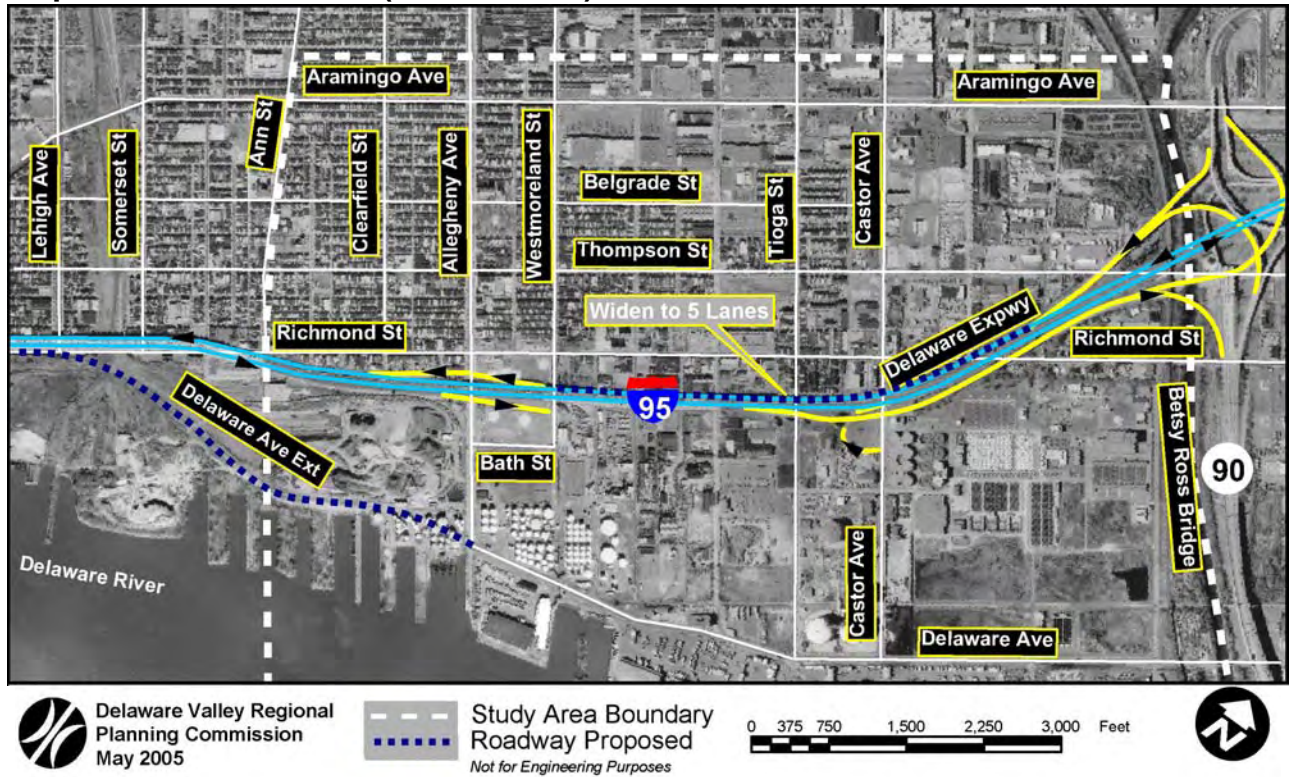 Aramingo Ave
Aramingo Ave
Ann St
Lehigh Ave
Somerset St
Clearfield St
Allegheny Ave
Westmoreland St
Belgrade St
Tioga St
Castor Ave
Thompson St
Widen to 5 Lanes
Delaware Expwy
Richmond St
Richmond St
95
Delaware Ave Ext
Bath St
Betsy Ross Bridge
90
Delaware River
Castor Ave
Delaware Ave
Delaware Valley Regional
Planning Commission
May 2005
Study Area Boundary
Roadway Proposed
Not for Engineering Purposes
0 375 750 1,500 2,250 3,000 Feet
N